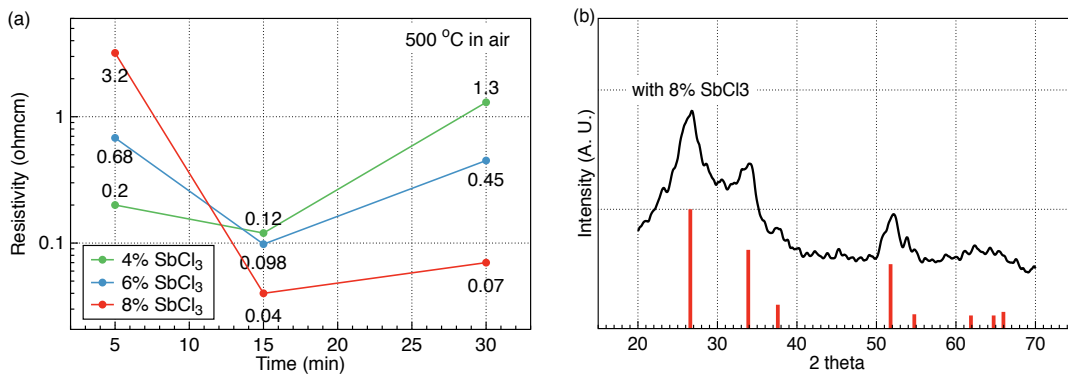 (a)
500 °C in air
3.2
0.68
0.2
0.12
0.098
0.04
1.3
0.45
0.07
Resistivity (ohmcm)
1
0.1
4% SbCl₃
6% SbCl₃
8% SbCl₃
5 10 15 20 25 30
Time (min)
(b)
with 8% SbCl3
Intensity (A. U.)
20 30 40 50 60 70
2 theta